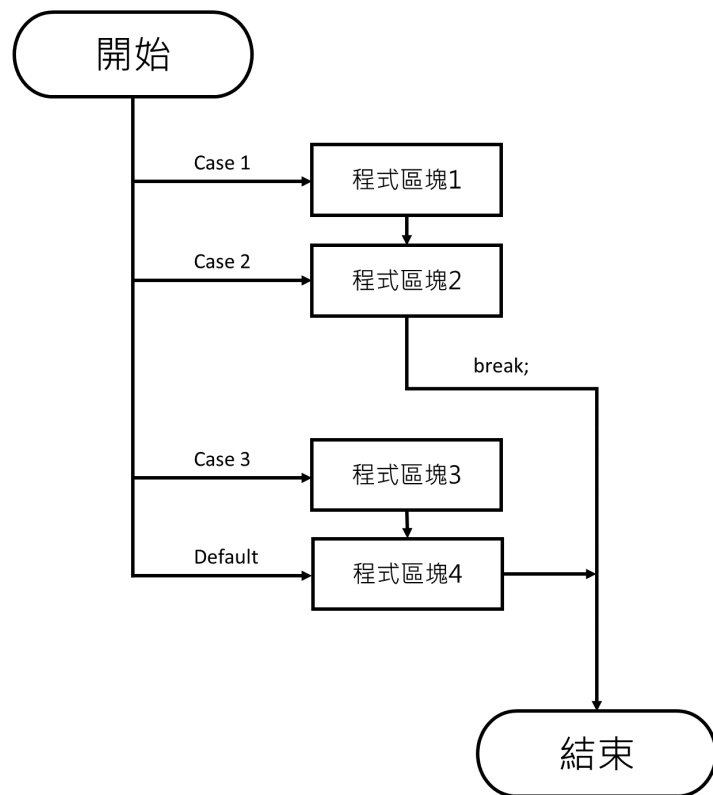 開始
Case 1
程式區塊1
Case 2
程式區塊2
break;
Case 3
程式區塊3
Default
程式區塊4
結束